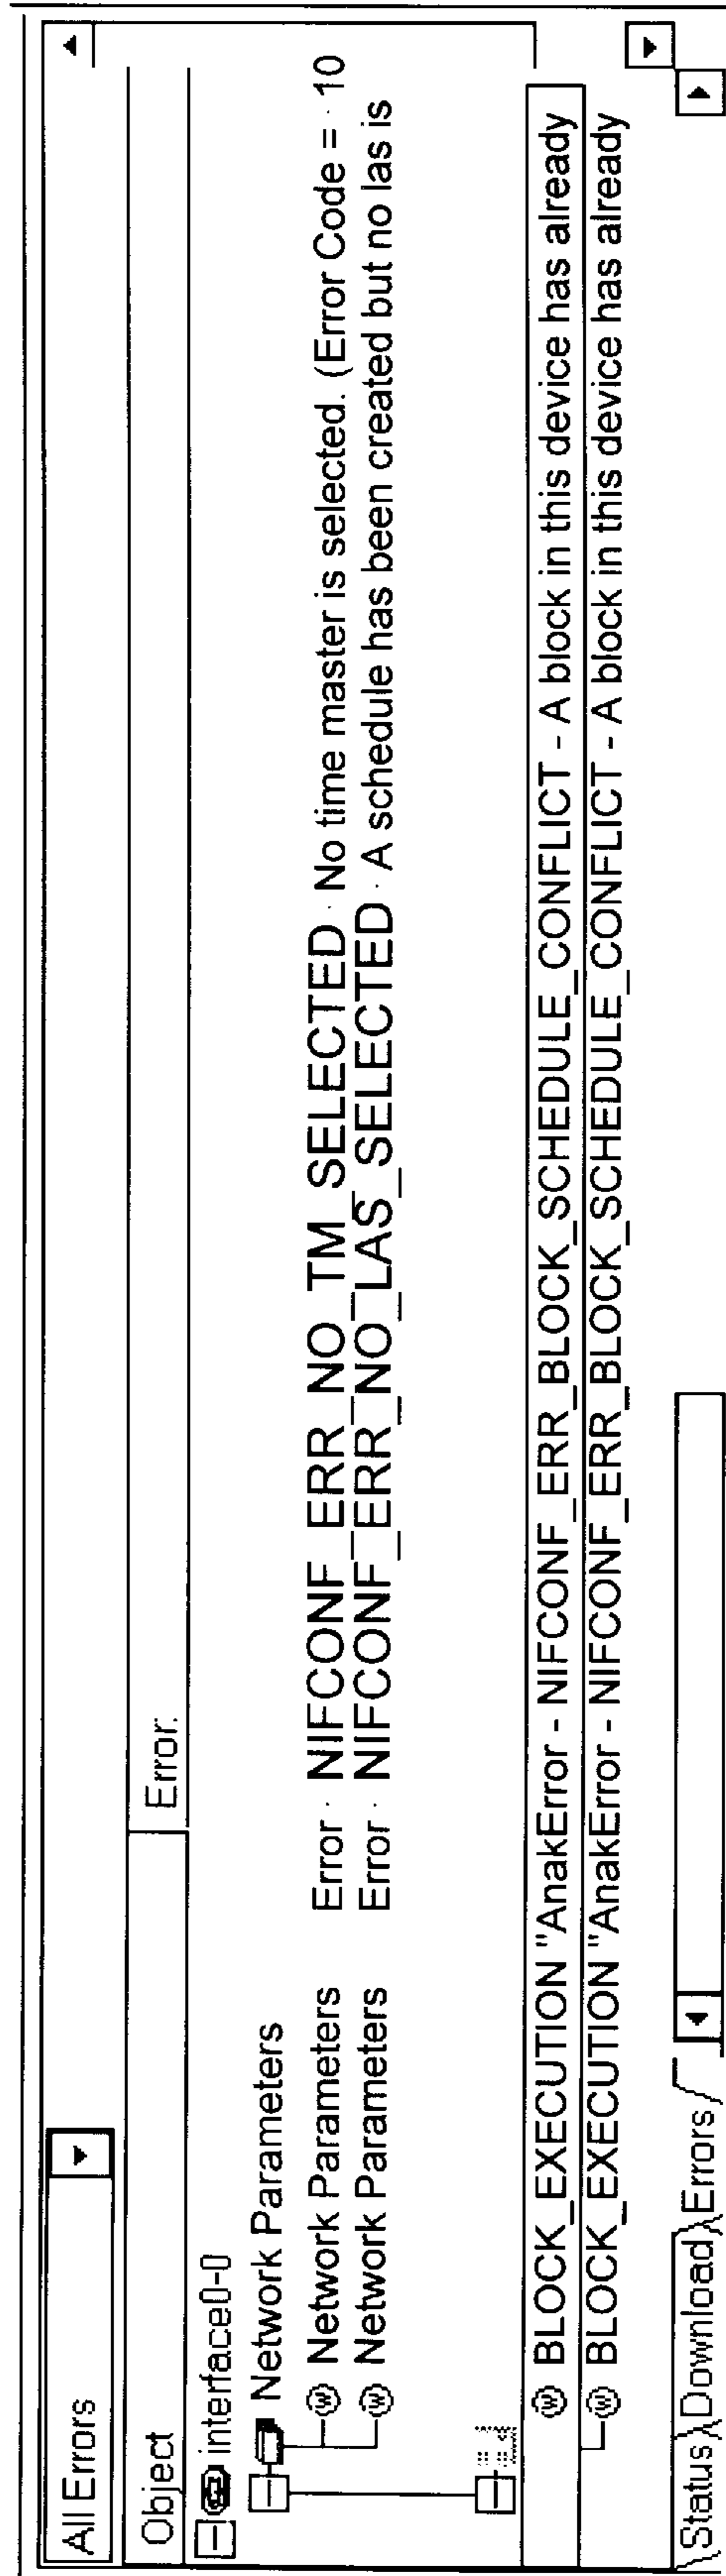 All Errors
Object Error.
interface0-0
Network Parameters
Network Parameters Error · NIFCONF_ERR_NO_TM_SELECTED · No time master is selected. (Error Code = · 10
Network Parameters Error · NIFCONF_ERR_NO_LAS_SELECTED · A schedule has been created but no las is
BLOCK_EXECUTION "AnakError - NIFCONF_ERR_BLOCK_SCHEDULE_CONFLICT - A block in this device has already
BLOCK_EXECUTION "AnakError - NIFCONF_ERR_BLOCK_SCHEDULE_CONFLICT - A block in this device has already
Status Download Errors